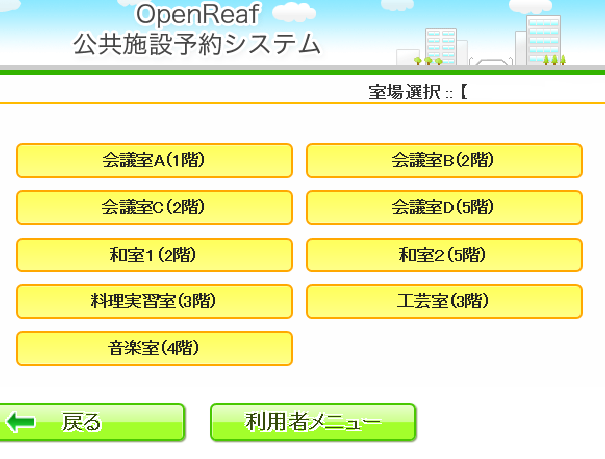 OpenReaf
公共施設予約システム
室場選択 :: 【
会議室A(1階)
会議室B(2階)
会議室C(2階)
会議室D(5階)
和室1(2階)
和室2(5階)
料理実習室(3階)
工芸室(3階)
音楽室(4階)
戻る
利用者メニュー